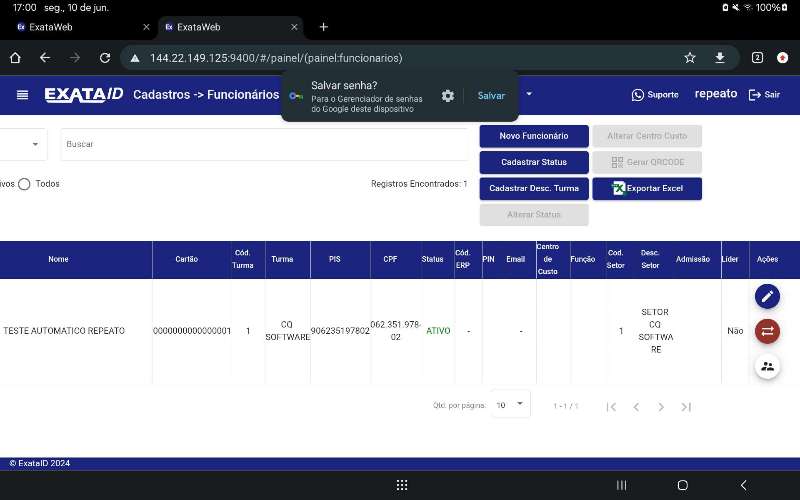 17:00 seg., 10 de jun.
100%
ExataWeb
ExataWeb
144.22.149.125:9400/#/painel/(painel:funcionarios)
2
EXATAID
Cadastros -> Funcionários
Salvar senha?
Para o Gerenciador de senhas
do Google deste dispositivo
Salvar
Suporte
repeato
Sair
Buscar
Novo Funcionário
Alterar Centro Custo
Cadastrar Status
Gerar QRCODE
ivos
Todos
Registros Encontrados: 1
Cadastrar Desc. Turma
Exportar Excel
Alterar Status
Nome
Cartão
Cód.
Turma
Turma
PIS
CPF
Status
Cód.
ERP
PIN
Email
Centro
de
Custo
Função
Cod.
Setor
Desc.
Setor
Admissão
Líder
Ações
TESTE AUTOMATICO REPEATO
0000000000000001
1
CQ
SOFTWARE
906235197802
062.351.978-
02
ATIVO
-
-
1
SETOR
CQ
SOFTWA
RE
Não
Qtd. por página:
10
1 - 1 / 1
© ExataID 2024